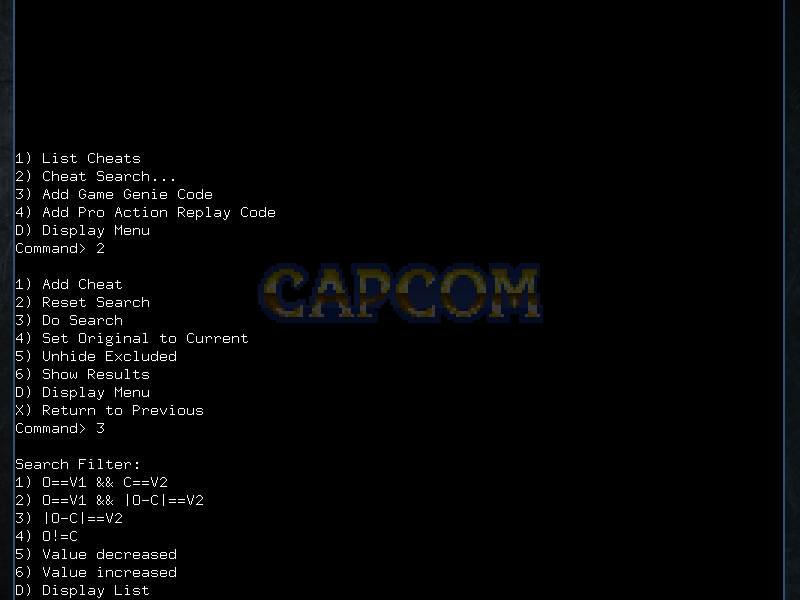 1) List Cheats
2) Cheat Search...
3) Add Game Genie Code
4) Add Pro Action Replay Code
D) Display Menu
Command> 2
1) Add Cheat
2) Reset Search
3) Do Search
4) Set Original to Current
5) Unhide Excluded
6) Show Results
D) Display Menu
X) Return to Previous
Command> 3
CAPCOM
Search Filter:
1) O==V1 && C==V2
2) O==V1 && |O-C|==V2
3) |O-C|==V2
4) O!=C
5) Value decreased
6) Value increased
D) Display List